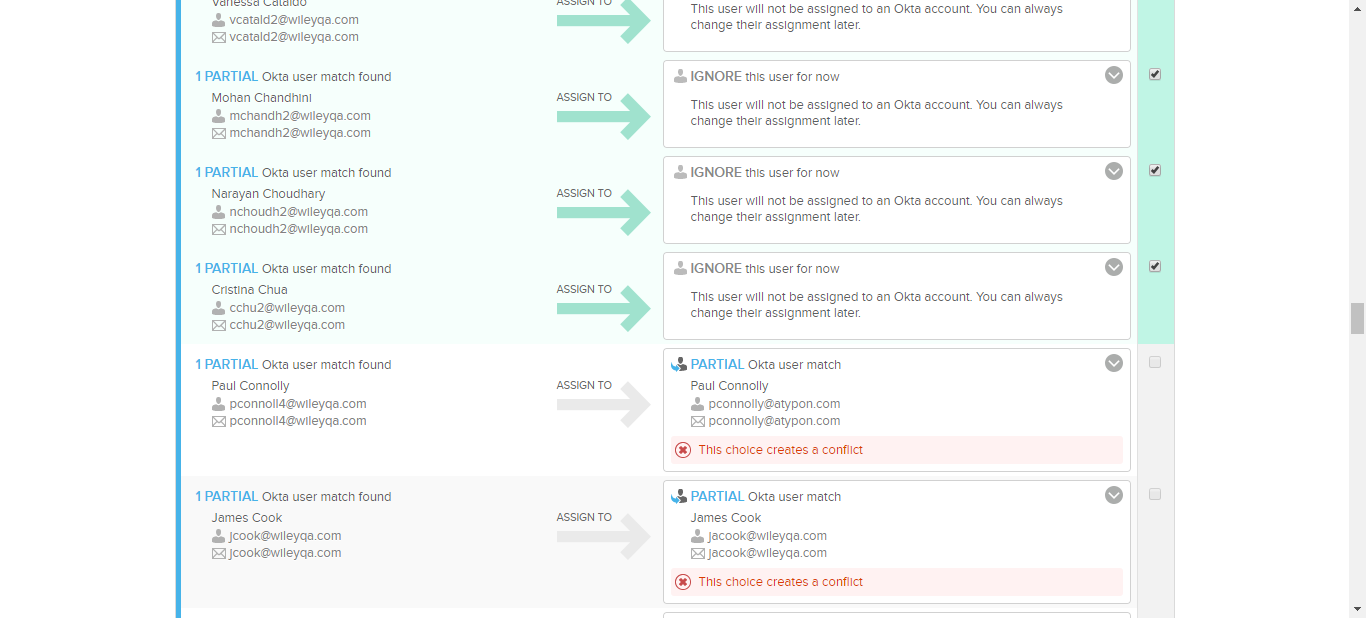 Vanessa Cataldo
vcatald2@wileyqa.com
vcatald2@wileyqa.com
ASSIGN TO
This user will not be assigned to an Okta account. You can always
change their assignment later.
1 PARTIAL Okta user match found
Mohan Chandhini
mchandh2@wileyqa.com
mchandh2@wileyqa.com
ASSIGN TO
IGNORE this user for now
This user will not be assigned to an Okta account. You can always
change their assignment later.
1 PARTIAL Okta user match found
Narayan Choudhary
nchoudh2@wileyqa.com
nchoudh2@wileyqa.com
ASSIGN TO
IGNORE this user for now
This user will not be assigned to an Okta account. You can always
change their assignment later.
1 PARTIAL Okta user match found
Cristina Chua
cchu2@wileyqa.com
cchu2@wileyqa.com
ASSIGN TO
IGNORE this user for now
This user will not be assigned to an Okta account. You can always
change their assignment later.
1 PARTIAL Okta user match found
Paul Connolly
pconnoll4@wileyqa.com
pconnoll4@wileyqa.com
ASSIGN TO
PARTIAL Okta user match
Paul Connolly
pconnolly@atypon.com
pconnolly@atypon.com
This choice creates a conflict
1 PARTIAL Okta user match found
James Cook
jcook@wileyqa.com
jcook@wileyqa.com
ASSIGN TO
PARTIAL Okta user match
James Cook
jacook@wileyqa.com
jacook@wileyqa.com
This choice creates a conflict